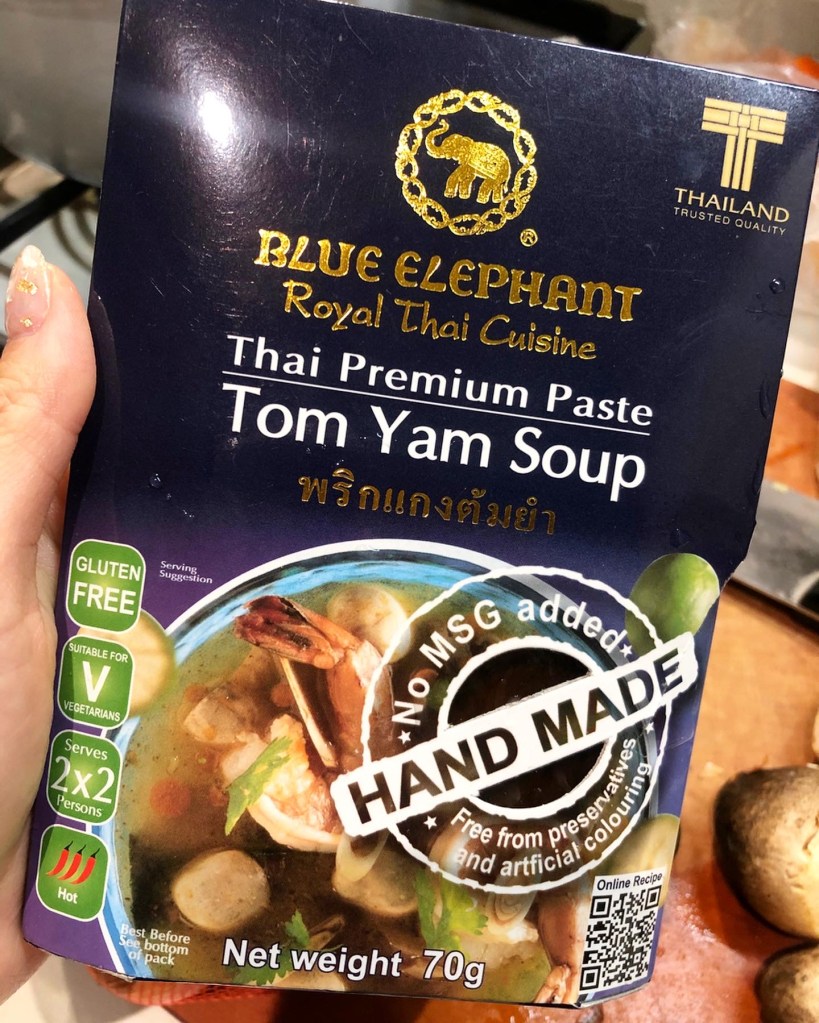 THAILAND
TRUSTED QUALITY
®
BLUE ELEPHANT
Royal Thai Cuisine
Thai Premium Paste
Tom Yam Soup
พริกแกงต้มยำ
GLUTEN
FREE
Serving
Suggestion
SUITABLE FOR
V
VEGETARIANS
Serves
2x2
Persons
Hot
No MSG added
HAND MADE
Free from preservatives
and artficial colouring
Online Recipe
Best Before
See bottom
of pack
Net weight 70g